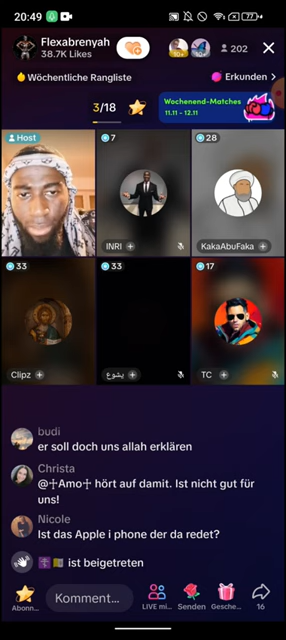 20:49
77
Flexabrenyah
38.7K Likes
202
Wöchentliche Rangliste
Erkunden >
3/18
Wochenend-Matches
11.11 - 12.11
Host
7
28
INRI
KakaAbuFaka
33
33
17
Clipz
يشوع
TC
budi
er soll doch uns allah erklären
Christa
@☩Amo☩ hört auf damit. Ist nicht gut für
uns!
Nicole
Ist das Apple i phone der da redet?
ist beigetreten
Kommentar...
Abonn...
LIVE mi...
Senden
Gesche...
16